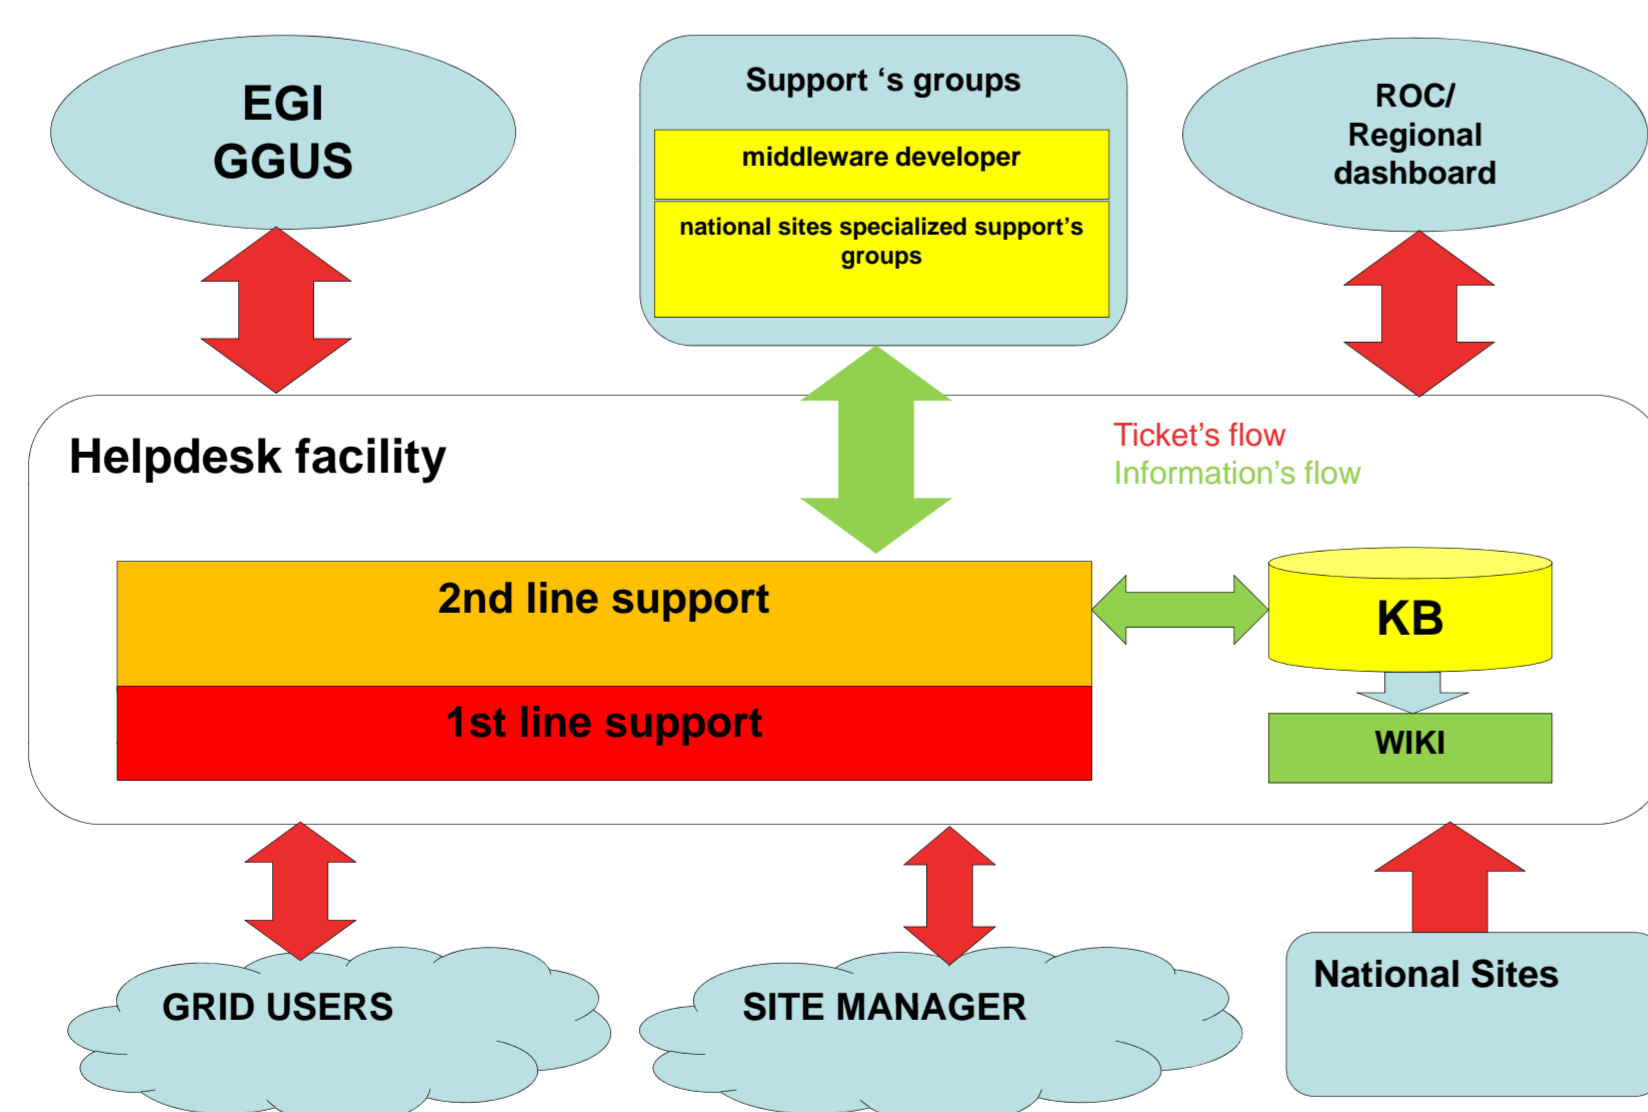 EGI
GGUS
Support ‘s groups
middleware developer
national sites specialized support’s
groups
ROC/
Regional
dashboard
Helpdesk facility
Ticket’s flow
Information’s flow
2nd line support
1st line support
KB
WIKI
GRID USERS
SITE MANAGER
National Sites